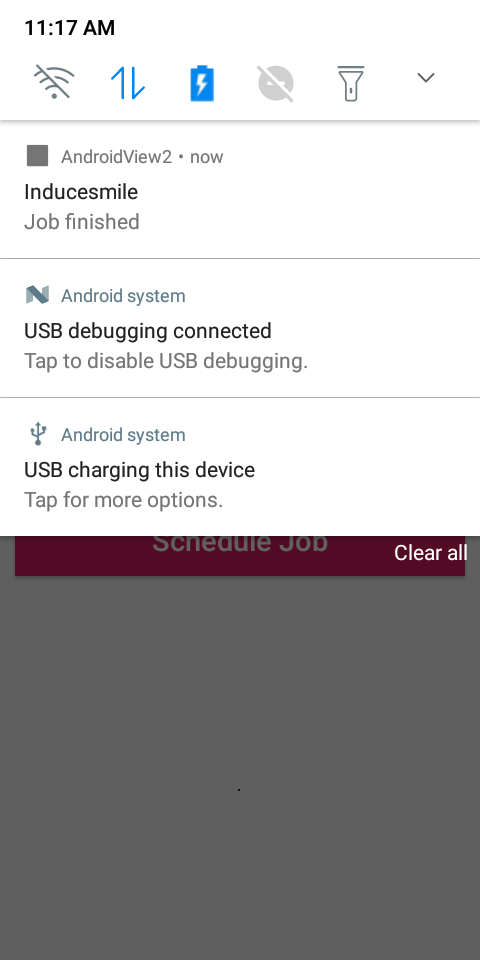 11:17 AM
AndroidView2 • now
Inducesmile
Job finished
Android system
USB debugging connected
Tap to disable USB debugging.
Android system
USB charging this device
Tap for more options.
Schedule Job
Clear all